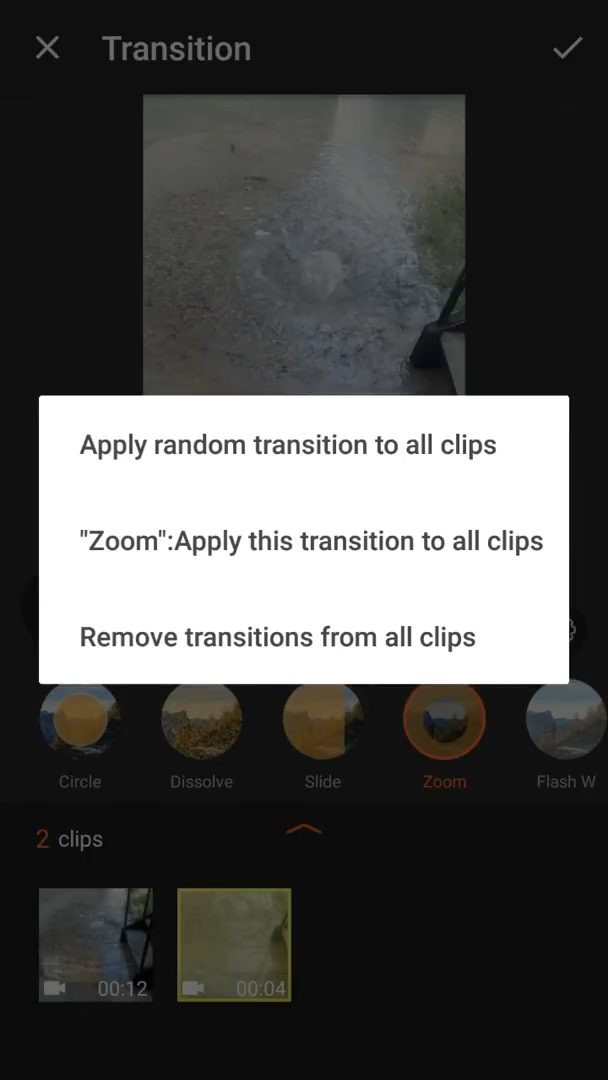 Transition
Apply random transition to all clips
"Zoom":Apply this transition to all clips
Remove transitions from all clips
Circle
Dissolve
Slide
Zoom
Flash W
2 clips
00:12
00:04